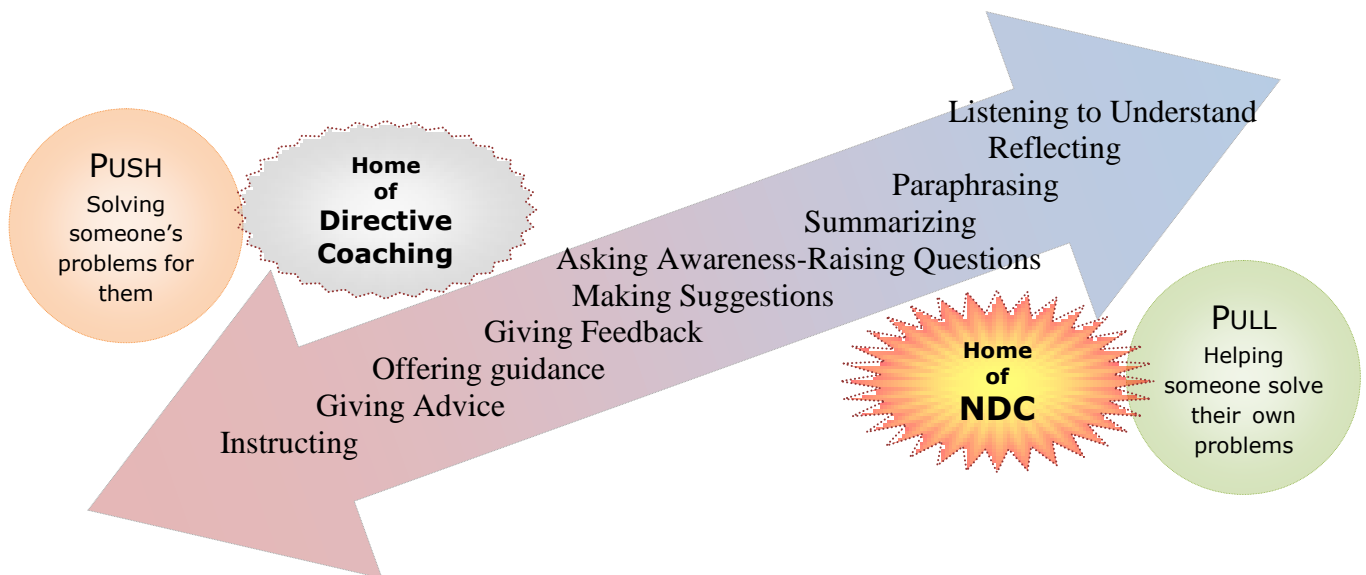 PUSH
Solving
someone's
problems for
them
Home
of
Directive
Coaching
Listening to Understand
Reflecting
Paraphrasing
Summarizing
Asking Awareness-Raising Questions
Making Suggestions
Giving Feedback
Offering guidance
Giving Advice
Instructing
Home
of
NDC
PULL
Helping
someone solve
their own
problems